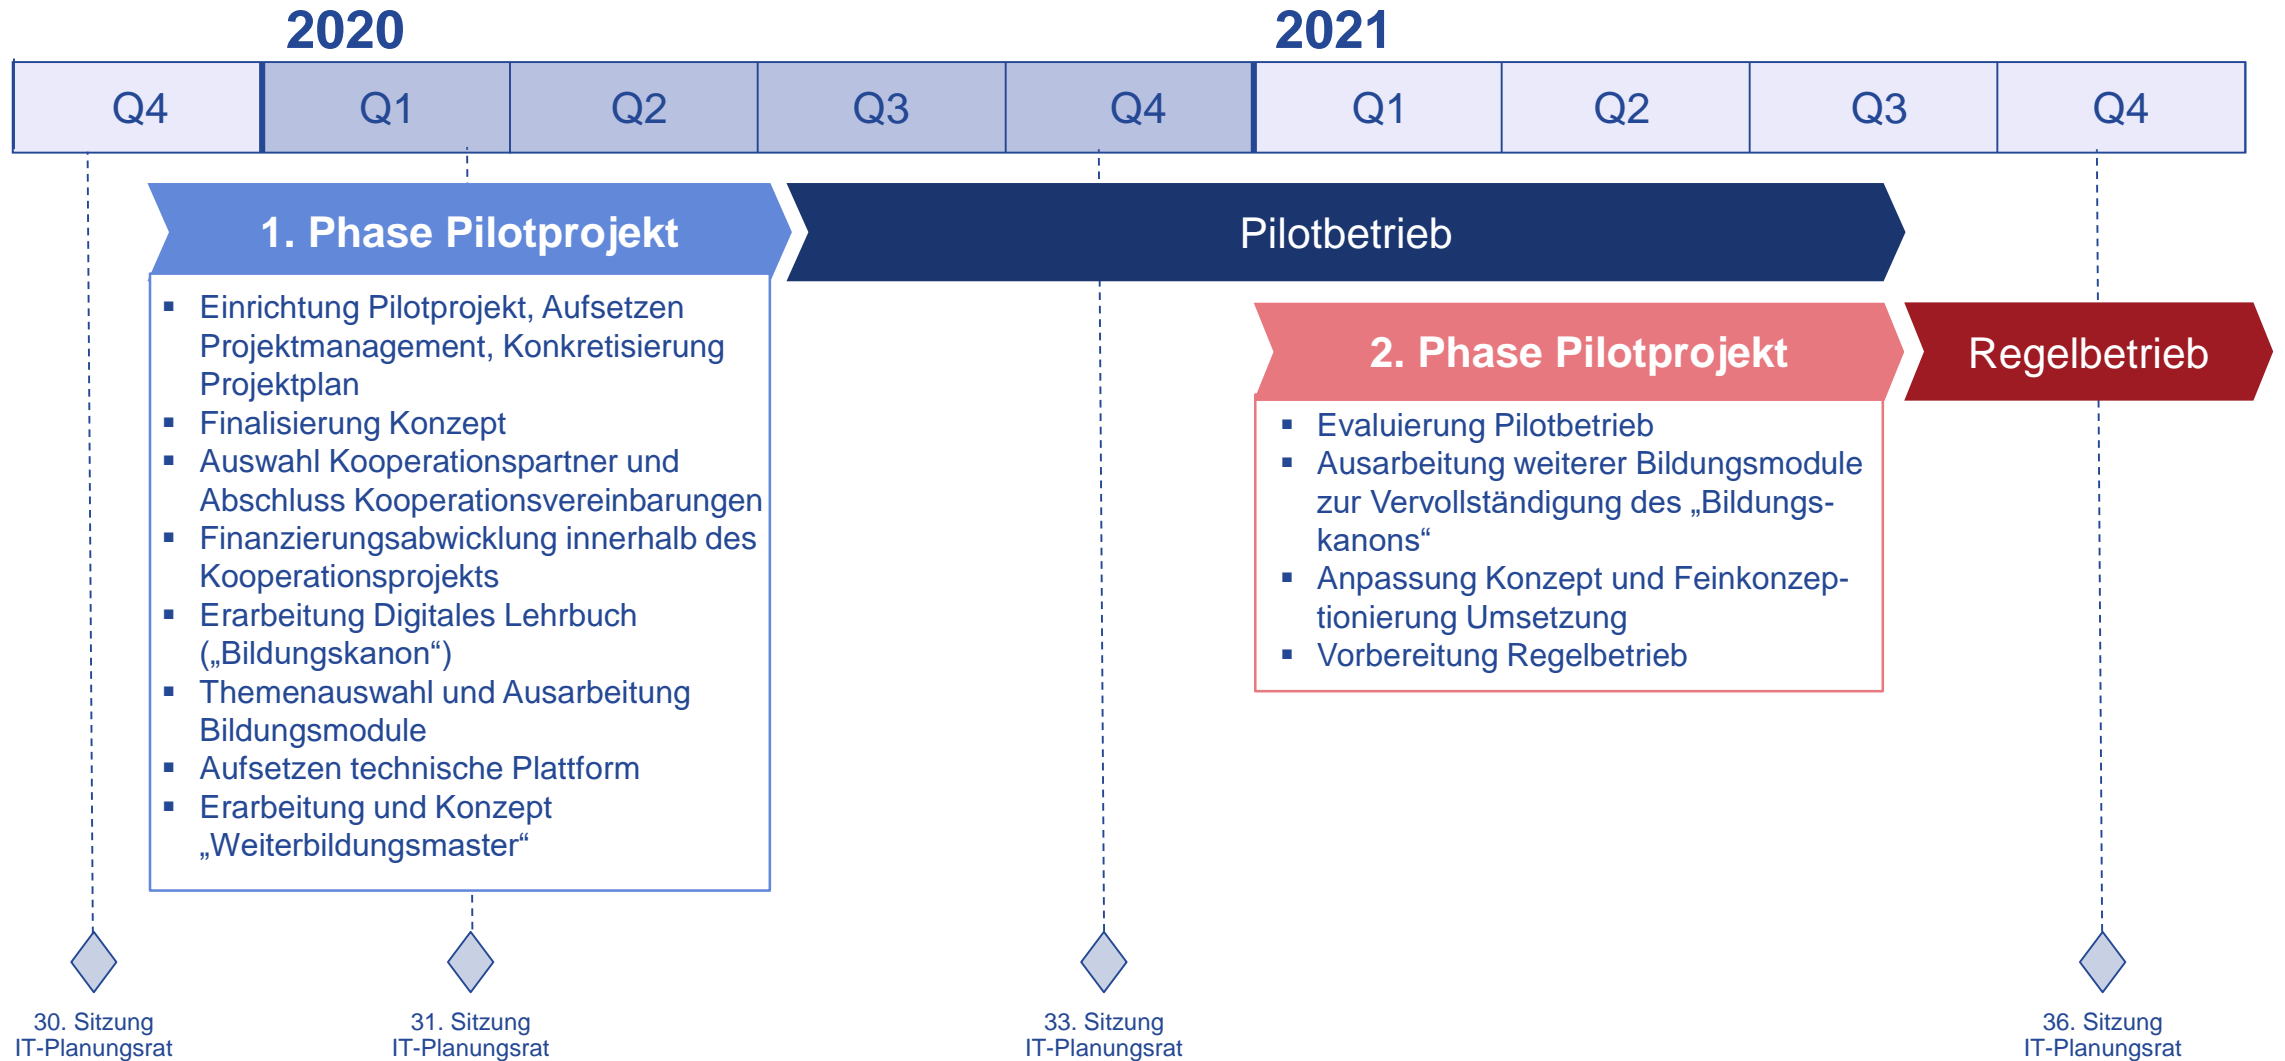 2020
2021
Q4
Q1
Q2
Q3
Q4
Q1
Q2
Q3
Q4
1. Phase Pilotprojekt
Pilotbetrieb
▪ Einrichtung Pilotprojekt, Aufsetzen
Projektmanagement, Konkretisierung
Projektplan
▪ Finalisierung Konzept
▪ Auswahl Kooperationspartner und
Abschluss Kooperationsvereinbarungen
▪ Finanzierungsabwicklung innerhalb des
Kooperationsprojekts
▪ Erarbeitung Digitales Lehrbuch
(„Bildungskanon“)
▪ Themenauswahl und Ausarbeitung
Bildungsmodule
▪ Aufsetzen technische Plattform
▪ Erarbeitung und Konzept
„Weiterbildungsmaster“
2. Phase Pilotprojekt
Regelbetrieb
▪ Evaluierung Pilotbetrieb
▪ Ausarbeitung weiterer Bildungsmodule
zur Vervollständigung des „Bildungs-
kanons“
▪ Anpassung Konzept und Feinkonzep-
tionierung Umsetzung
▪ Vorbereitung Regelbetrieb
30. Sitzung
IT-Planungsrat
31. Sitzung
IT-Planungsrat
33. Sitzung
IT-Planungsrat
36. Sitzung
IT-Planungsrat